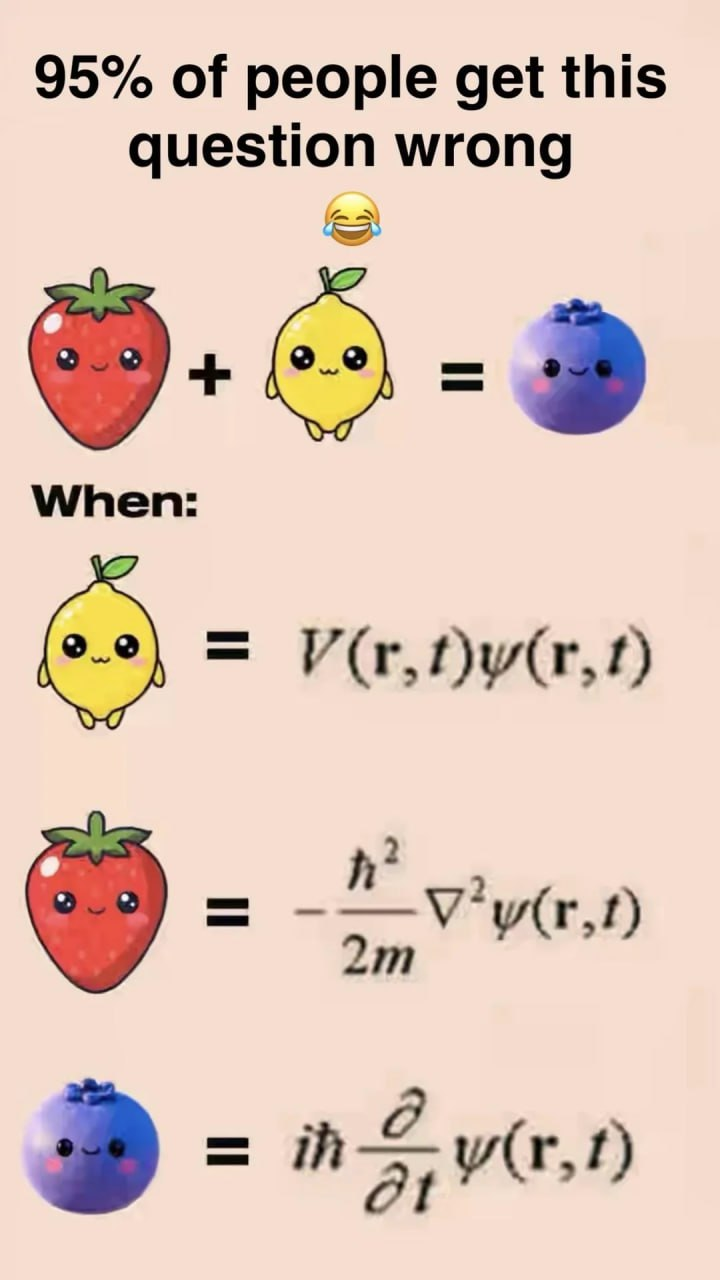 95% of people get this
question wrong
😂
+ =
When:
= V(r,t)ψ(r,t)
= -ħ²/2m ∇²ψ(r,t)
= iħ ∂/∂t ψ(r,t)